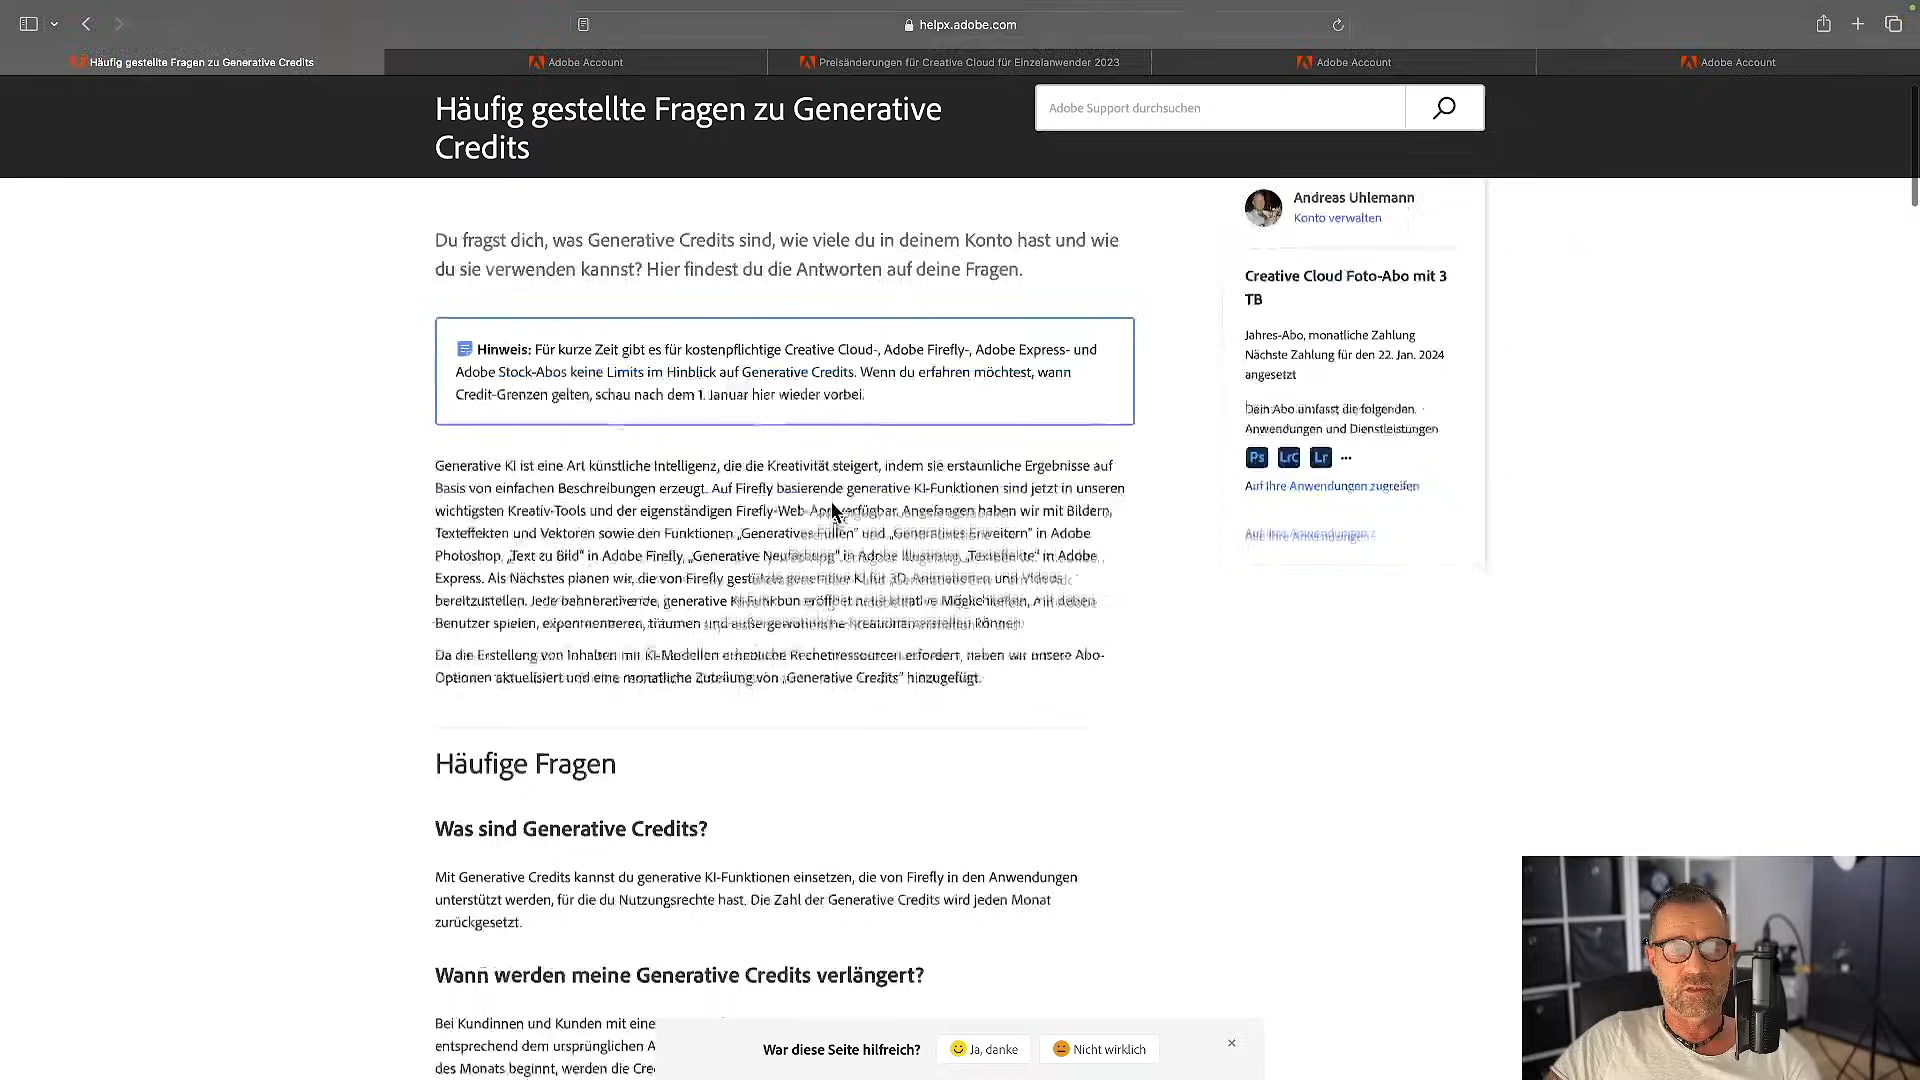 helpx.adobe.com
Häufig gestellte Fragen zu Generative Credits
Adobe Account
Preisänderungen für Creative Cloud für Einzelanwender 2023
Adobe Account
Adobe Account
Häufig gestellte Fragen zu Generative
Credits
Adobe Support durchsuchen
Andreas Uhlemann
Konto verwalten
Du fragst dich, was Generative Credits sind, wie viele du in deinem Konto hast und wie
du sie verwenden kannst? Hier findest du die Antworten auf deine Fragen.
Creative Cloud Foto-Abo mit 3
TB
Jahres-Abo, monatliche Zahlung
Nächste Zahlung für den 22. Jan. 2024
angesetzt
Dein Abo umfasst die folgenden
Anwendungen und Dienstleistungen
Ps LrC Lr
Auf Ihre Anwendungen zugreifen
Hinweis: Für kurze Zeit gibt es für kostenpflichtige Creative Cloud-, Adobe Firefly-, Adobe Express- und
Adobe Stock-Abos keine Limits im Hinblick auf Generative Credits. Wenn du erfahren möchtest, wann
Credit-Grenzen gelten, schau nach dem 1. Januar hier wieder vorbei.
Generative KI ist eine Art künstliche Intelligenz, die die Kreativität steigert, indem sie erstaunliche Ergebnisse auf
Basis von einfachen Beschreibungen erzeugt. Auf Firefly basierende generative KI-Funktionen sind jetzt in unseren
wichtigsten Kreativ-Tools und der eigenständigen Firefly-Web-App verfügbar. Angefangen haben wir mit Bildern,
Texteffekten und Vektoren sowie den Funktionen „Generatives Füllen“ und „Generatives Erweitern“ in Adobe
Photoshop, „Text zu Bild“ in Adobe Firefly, „Generative Neufärbung“ in Adobe Illustrator, „Texteffekte“ in Adobe
Express. Als Nächstes planen wir, die von Firefly gestützte generative KI für 3D, Animationen und Videos
bereitzustellen. Jede generative
Benutzer spielen, experimentieren, träumen und außergewöhnliche Kreationen erstellen können.
Da die Erstellung von Inhalten mit KI-Modellen erhebliche Rechenressourcen erfordert, haben wir unsere Abo-
Optionen aktualisiert und eine monatliche Zuteilung von „Generative Credits“ hinzugefügt.
Häufige Fragen
Was sind Generative Credits?
Mit Generative Credits kannst du generative KI-Funktionen einsetzen, die von Firefly in den Anwendungen
unterstützt werden, für die du Nutzungsrechte hast. Die Zahl der Generative Credits wird jeden Monat
zurückgesetzt.
Wann werden meine Generative Credits verlängert?
Bei Kundinnen und Kunden mit eine
entsprechend dem ursprünglichen A
des Monats beginnt, werden die Cre
War diese Seite hilfreich?
Ja, danke
Nicht wirklich